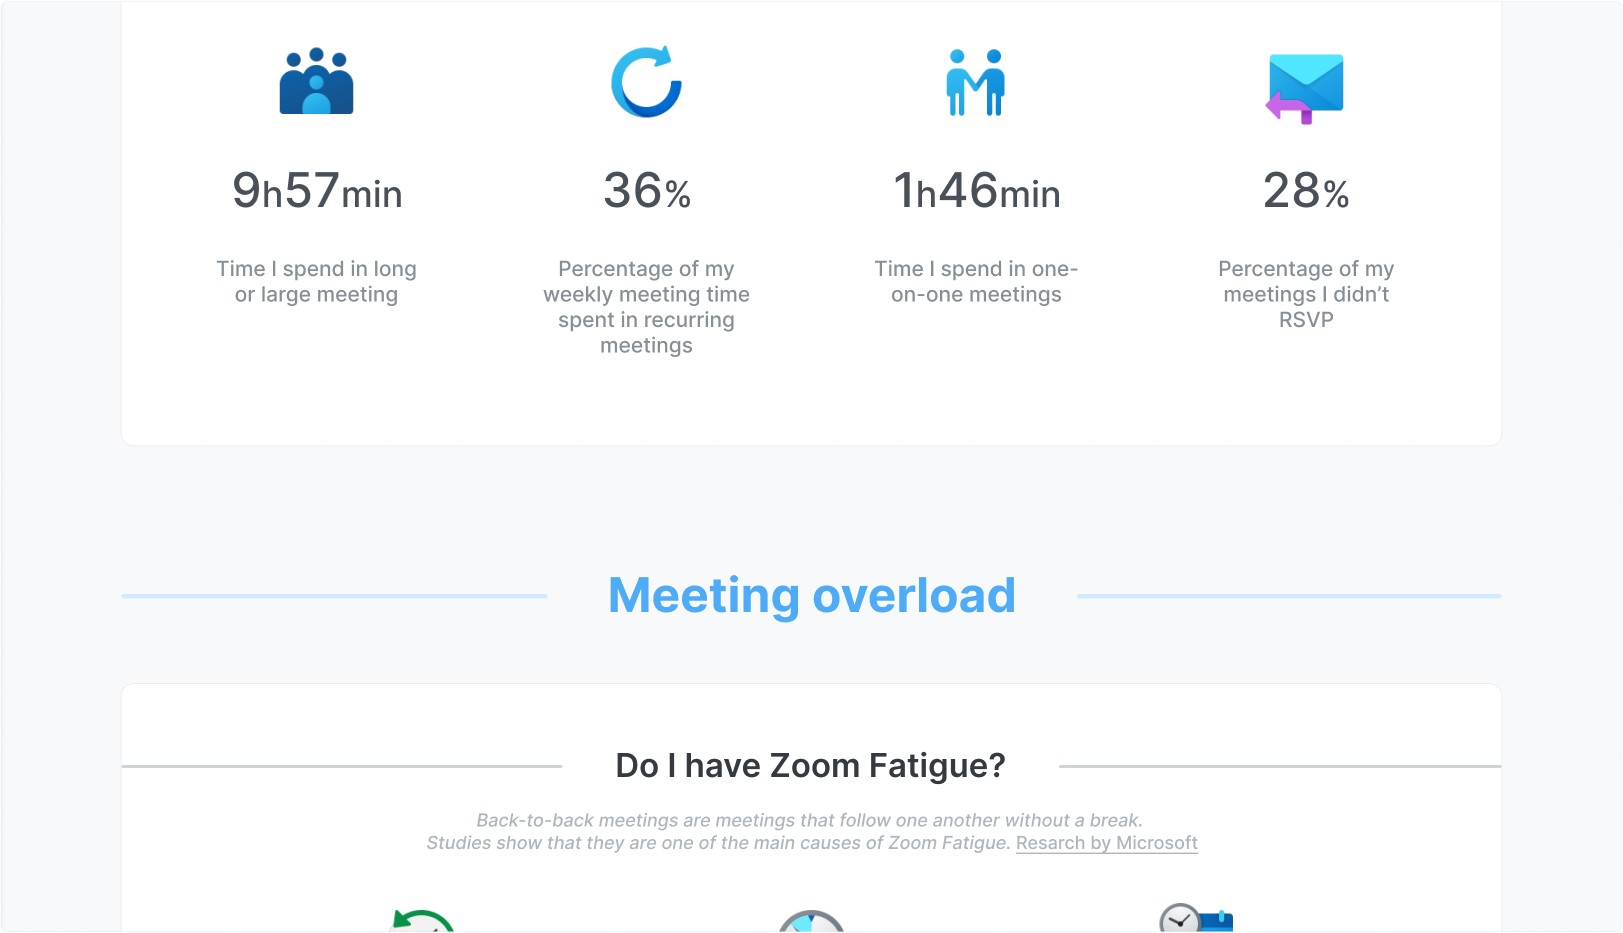 9h57min
36%
1h46min
28%
Time I spend in long
or large meeting
Percentage of my
weekly meeting time
spent in recurring
meetings
Time I spend in one-
on-one meetings
Percentage of my
meetings I didn’t
RSVP
Meeting overload
Do I have Zoom Fatigue?
Back-to-back meetings are meetings that follow one another without a break.
Studies show that they are one of the main causes of Zoom Fatigue. Resarch by Microsoft